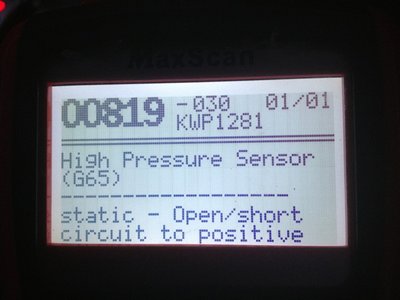 MaxScan
00819 -030 01/01
KWP1281
High Pressure Sensor
(G65)
static - Open/short
circuit to positive